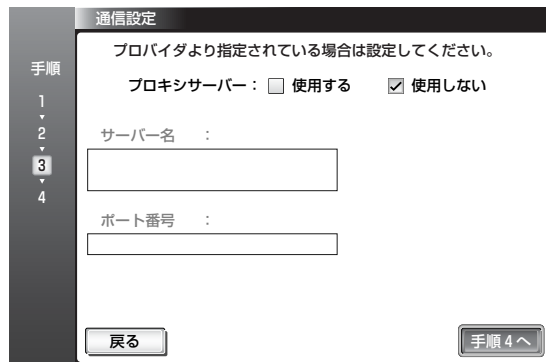 通信設定
手順
1
2
3
4
プロバイダより指定されている場合は設定してください。
プロキシサーバー： 使用する 使用しない
サーバー名 ：
ポート番号 ：
戻る
手順 4 へ